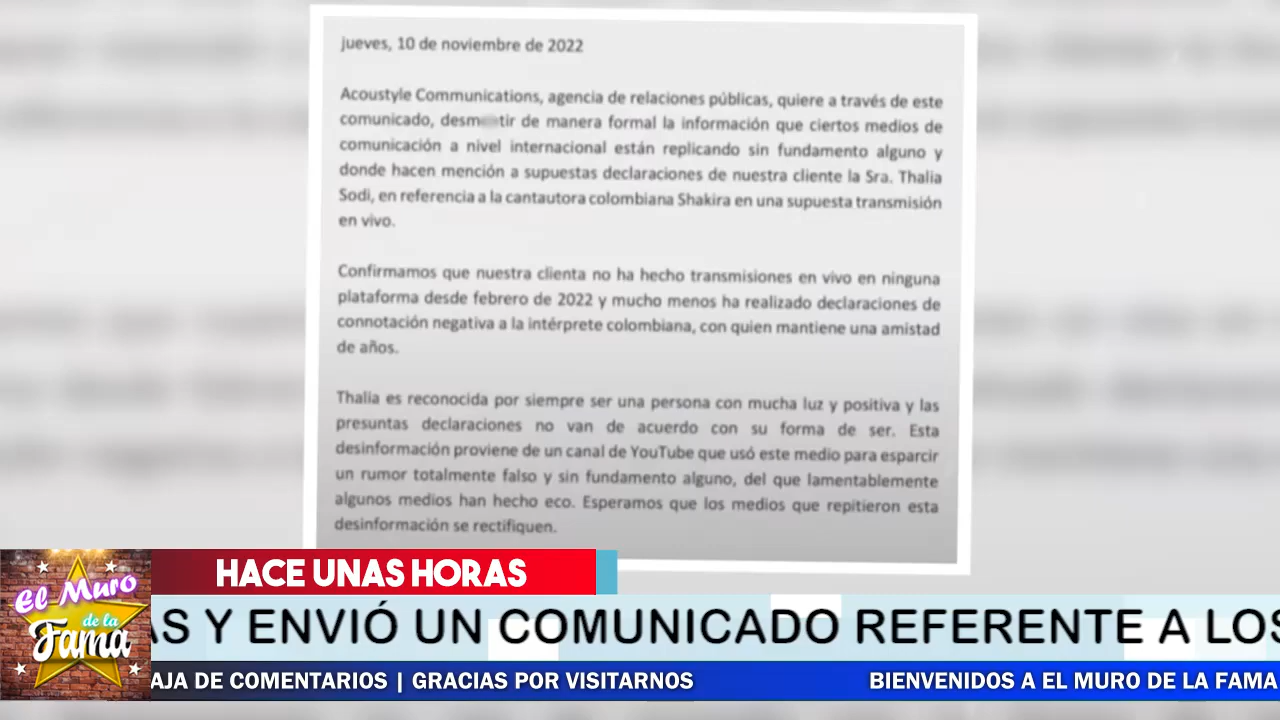 jueves, 10 de noviembre de 2022
Acoustyle Communications, agencia de relaciones públicas, quiere a través de este
comunicado, desmentir de manera formal la información que ciertos medios de
comunicación a nivel internacional están replicando sin fundamento alguno y
donde hacen mención a supuestas declaraciones de nuestra cliente la Sra. Thalia
Sodi, en referencia a la cantautora colombiana Shakira en una supuesta transmisión
en vivo.
Confirmamos que nuestra clienta no ha hecho transmisiones en vivo en ninguna
plataforma desde febrero de 2022 y mucho menos ha realizado declaraciones de
connotación negativa a la intérprete colombiana, con quien mantiene una amistad
de años.
Thalia es reconocida por siempre ser una persona con mucha luz y positiva y las
presuntas declaraciones no van de acuerdo con su forma de ser. Esta
desinformación proviene de un canal de YouTube que usó este medio para esparcir
un rumor totalmente falso y sin fundamento alguno, del que lamentablemente
algunos medios han hecho eco. Esperamos que los medios que repitieron esta
desinformación se rectifiquen.
HACE UNAS HORAS
El Muro
de la
Fama
AS Y ENVIÓ UN COMUNICADO REFERENTE A LOS
AJA DE COMENTARIOS | GRACIAS POR VISITARNOS BIENVENIDOS A EL MURO DE LA FAMA